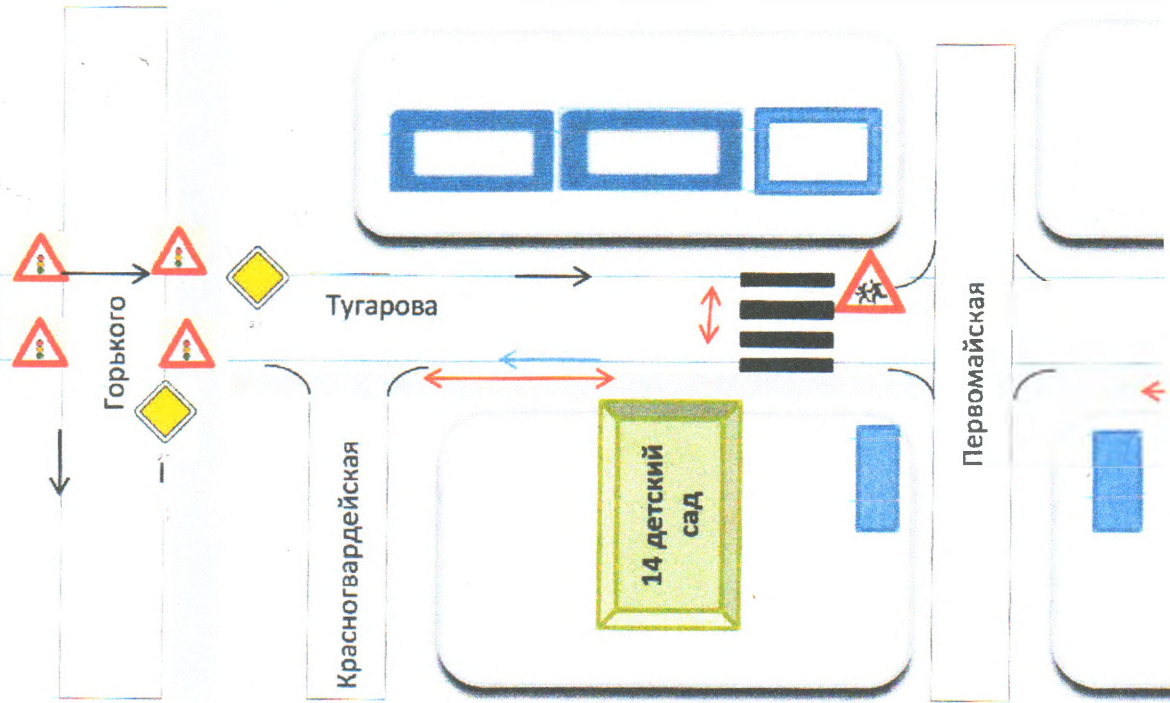 Горького
Тугарова
Красногвардейская
14 детский
сад
Первомайская